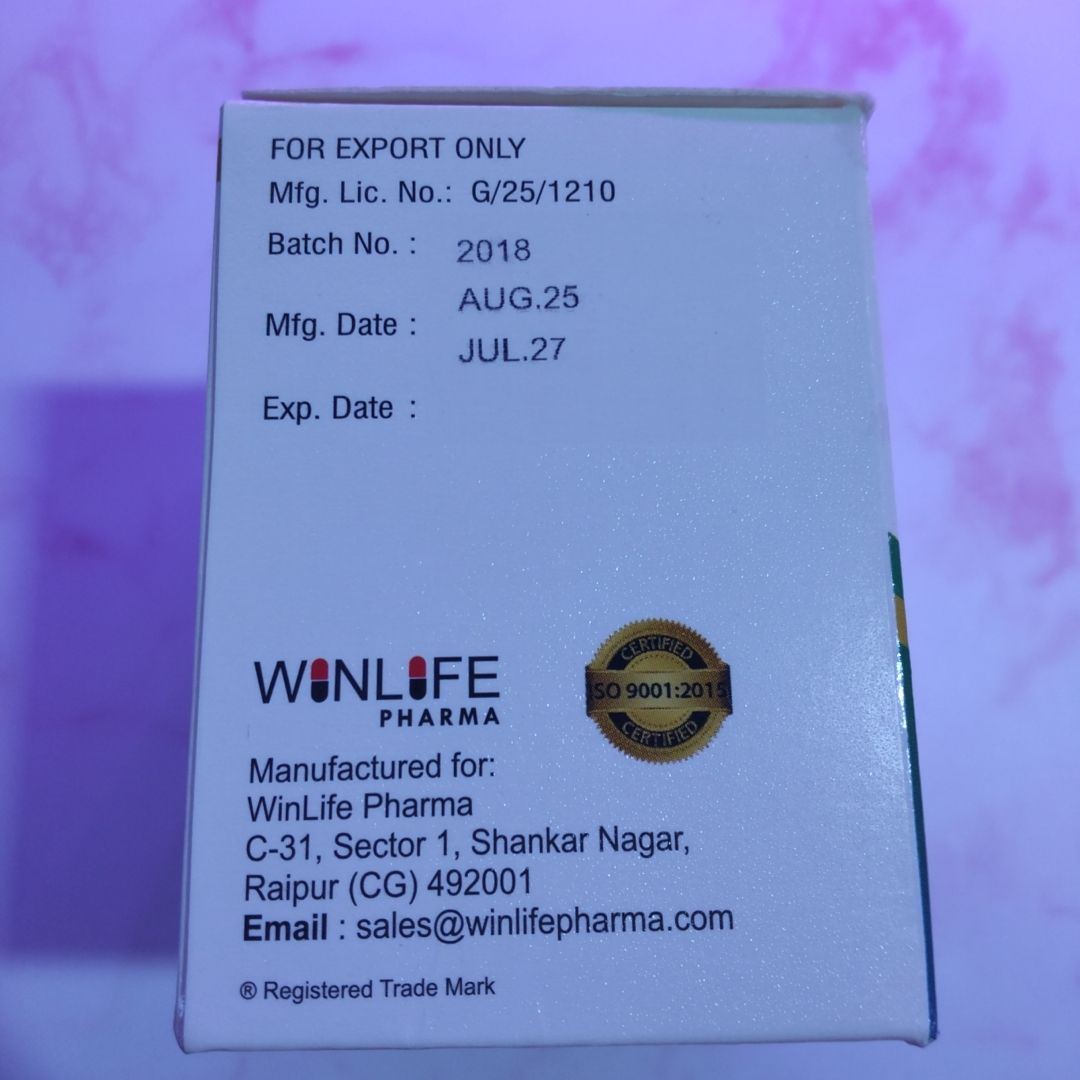 FOR EXPORT ONLY
Mfg. Lic. No.: G/25/1210
Batch No. : 2018
AUG.25
Mfg. Date :
JUL.27
Exp. Date :
WINLIFE
PHARMA
CERTIFIED
ISO 9001:2015
CERTIFIED
Manufactured for:
WinLife Pharma
C-31, Sector 1, Shankar Nagar,
Raipur (CG) 492001
Email : sales@winlifepharma.com
® Registered Trade Mark